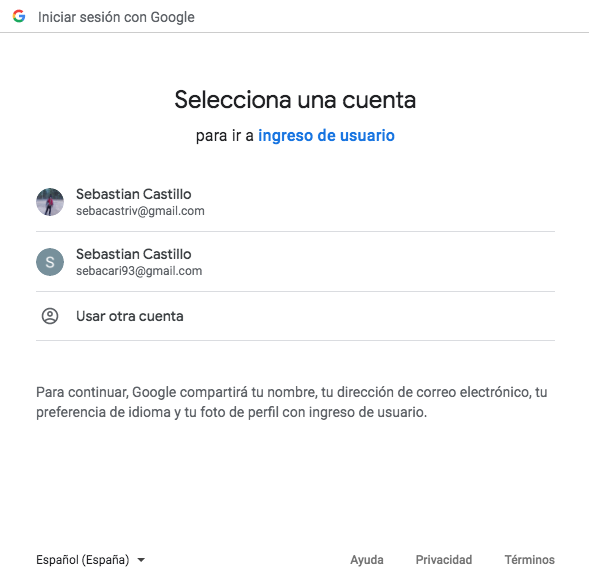 Iniciar sesión con Google
Selecciona una cuenta
para ir a ingreso de usuario
Sebastian Castillo
sebacastriv@gmail.com
S
Sebastian Castillo
sebacari93@gmail.com
Usar otra cuenta
Para continuar, Google compartirá tu nombre, tu dirección de correo electrónico, tu
preferencia de idioma y tu foto de perfil con ingreso de usuario.
Español (España)
Ayuda
Privacidad
Términos